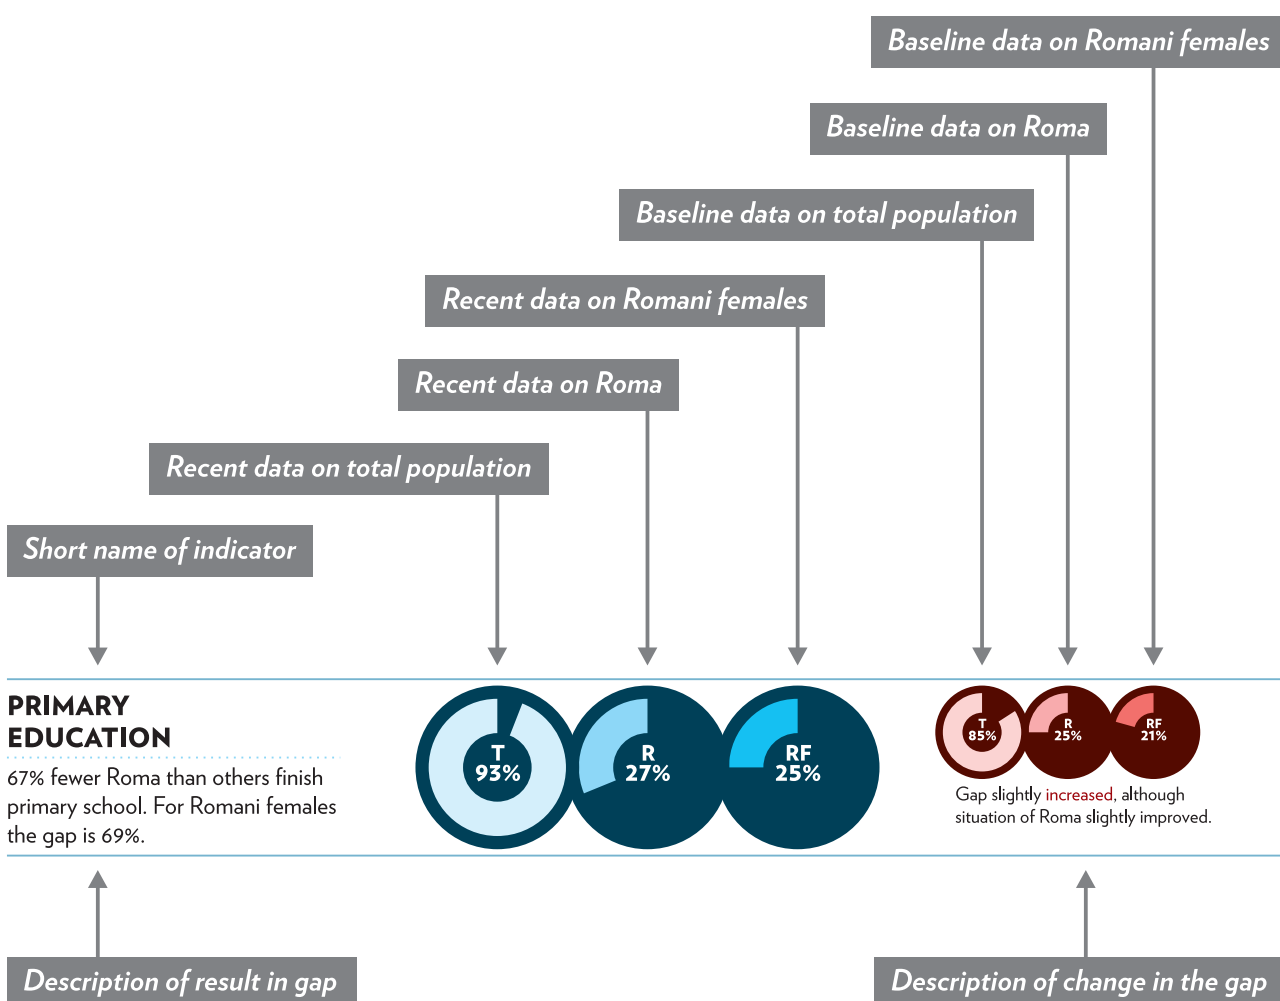 Baseline data on Romani females
Baseline data on Roma
Baseline data on total population
Recent data on Romani females
Recent data on Roma
Recent data on total population
Short name of indicator
PRIMARY
EDUCATION
67% fewer Roma than others finish
primary school. For Romani females
the gap is 69%.
T
93%
R
27%
RF
25%
T
85%
R
25%
RF
21%
Gap slightly increased, although
situation of Roma slightly improved.
Description of result in gap
Description of change in the gap